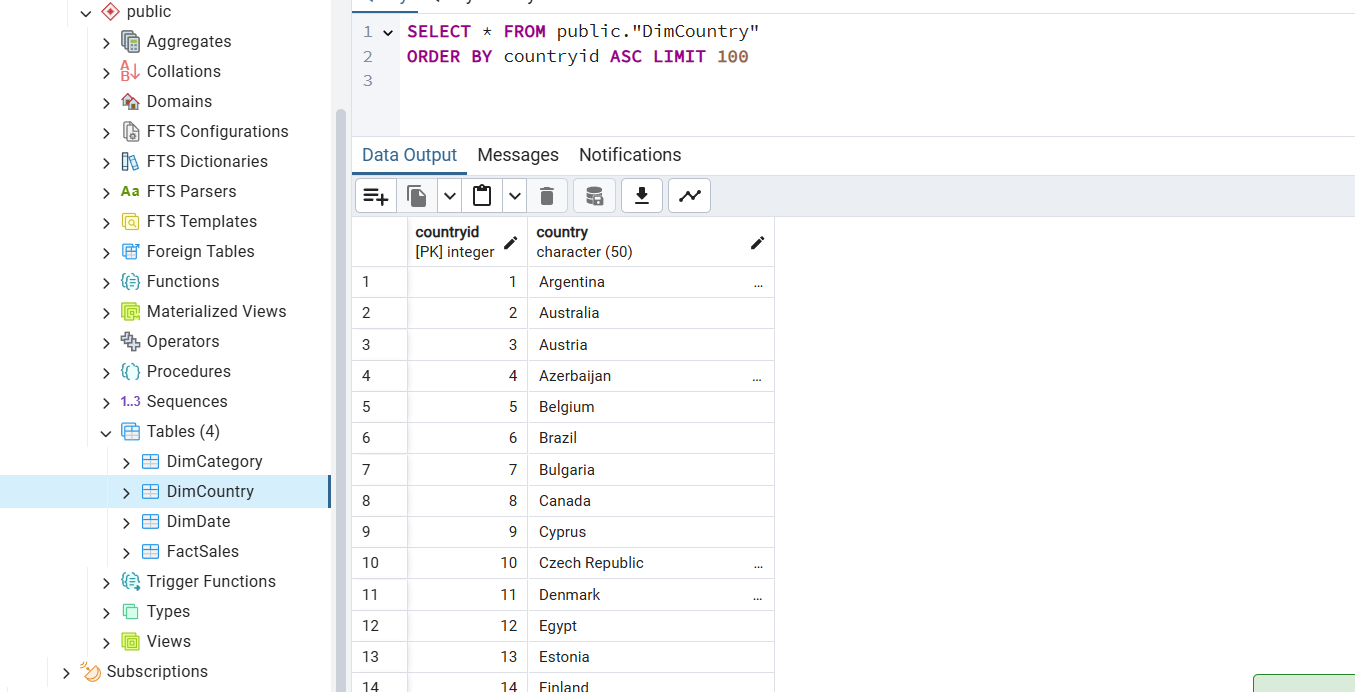 public
Aggregates
Collations
Domains
FTS Configurations
FTS Dictionaries
Aa FTS Parsers
FTS Templates
Foreign Tables
Functions
Materialized Views
Operators
Procedures
1..3 Sequences
Tables (4)
DimCategory
DimCountry
DimDate
FactSales
Trigger Functions
Types
Views
Subscriptions
1 SELECT * FROM public."DimCountry"
2 ORDER BY countryid ASC LIMIT 100
3
Data Output Messages Notifications
countryid country
[PK] integer character (50)
1 1 Argentina ...
2 2 Australia
3 3 Austria
4 4 Azerbaijan ...
5 5 Belgium
6 6 Brazil
7 7 Bulgaria
8 8 Canada
9 9 Cyprus
10 10 Czech Republic ...
11 11 Denmark ...
12 12 Egypt
13 13 Estonia
14 14 Finland